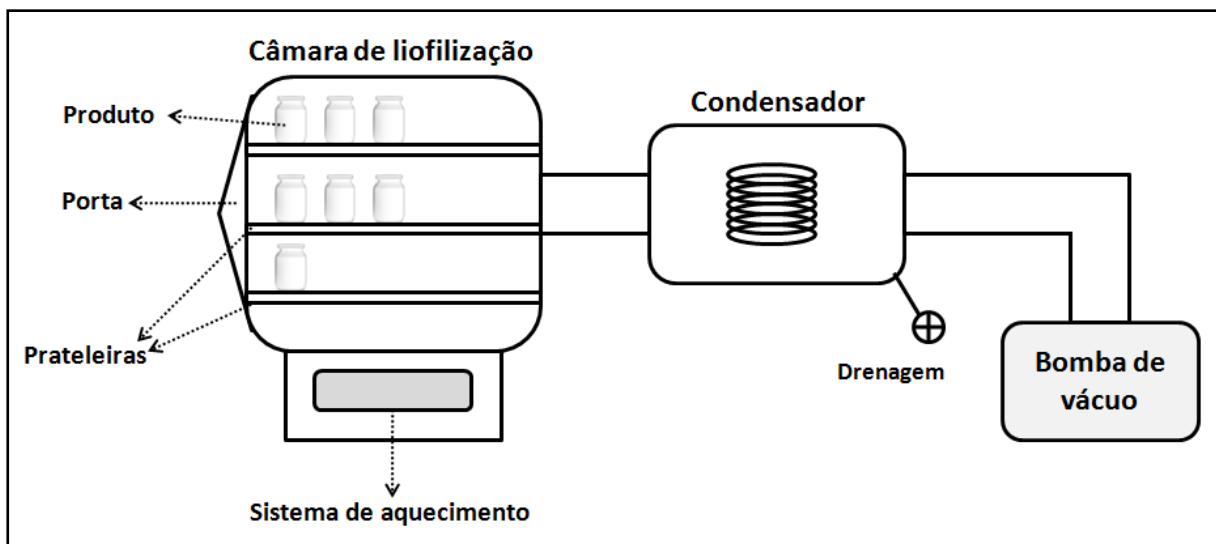 Câmara de liofilização
Produto
Condensador
Porta
Prateleiras
Drenagem
Bomba de
vácuo
Sistema de aquecimento